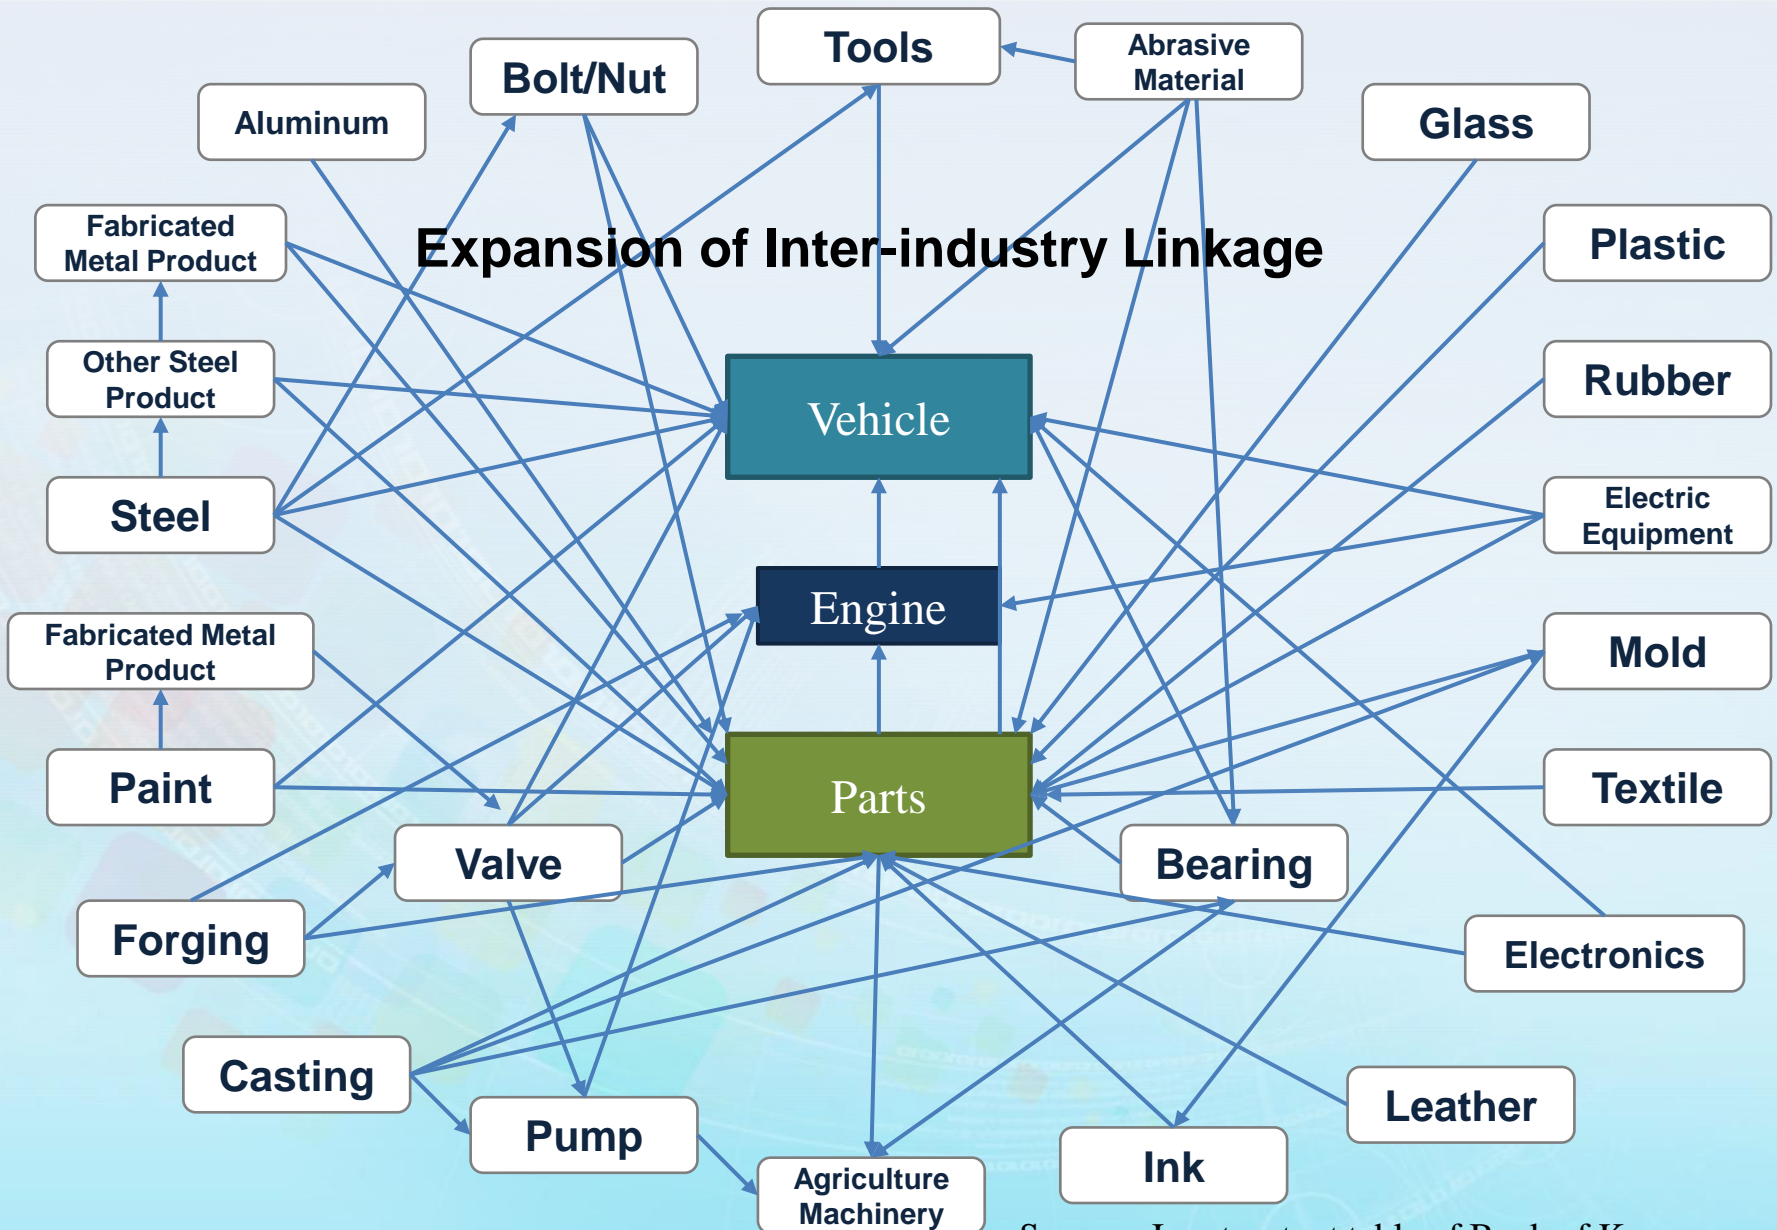 Tools
Abrasive
Material
Bolt/Nut
Aluminum
Glass
Fabricated
Metal Product
Expansion of Inter-industry Linkage
Plastic
Other Steel
Product
Vehicle
Rubber
Steel
Electric
Equipment
Engine
Fabricated Metal
Product
Mold
Paint
Parts
Textile
Valve
Bearing
Forging
Electronics
Casting
Pump
Leather
Ink
Agriculture
Machinery